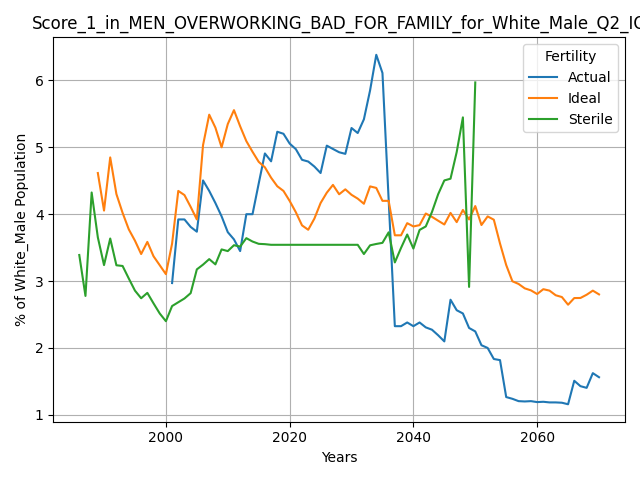 Score_1_in_MEN_OVERWORKING_BAD_FOR_FAMILY_for_White_Male_Q2_IQ
Fertility
Actual
Ideal
Sterile
% of White_Male Population
6
5
4
3
2
1
2000
2020
2040
2060
Years